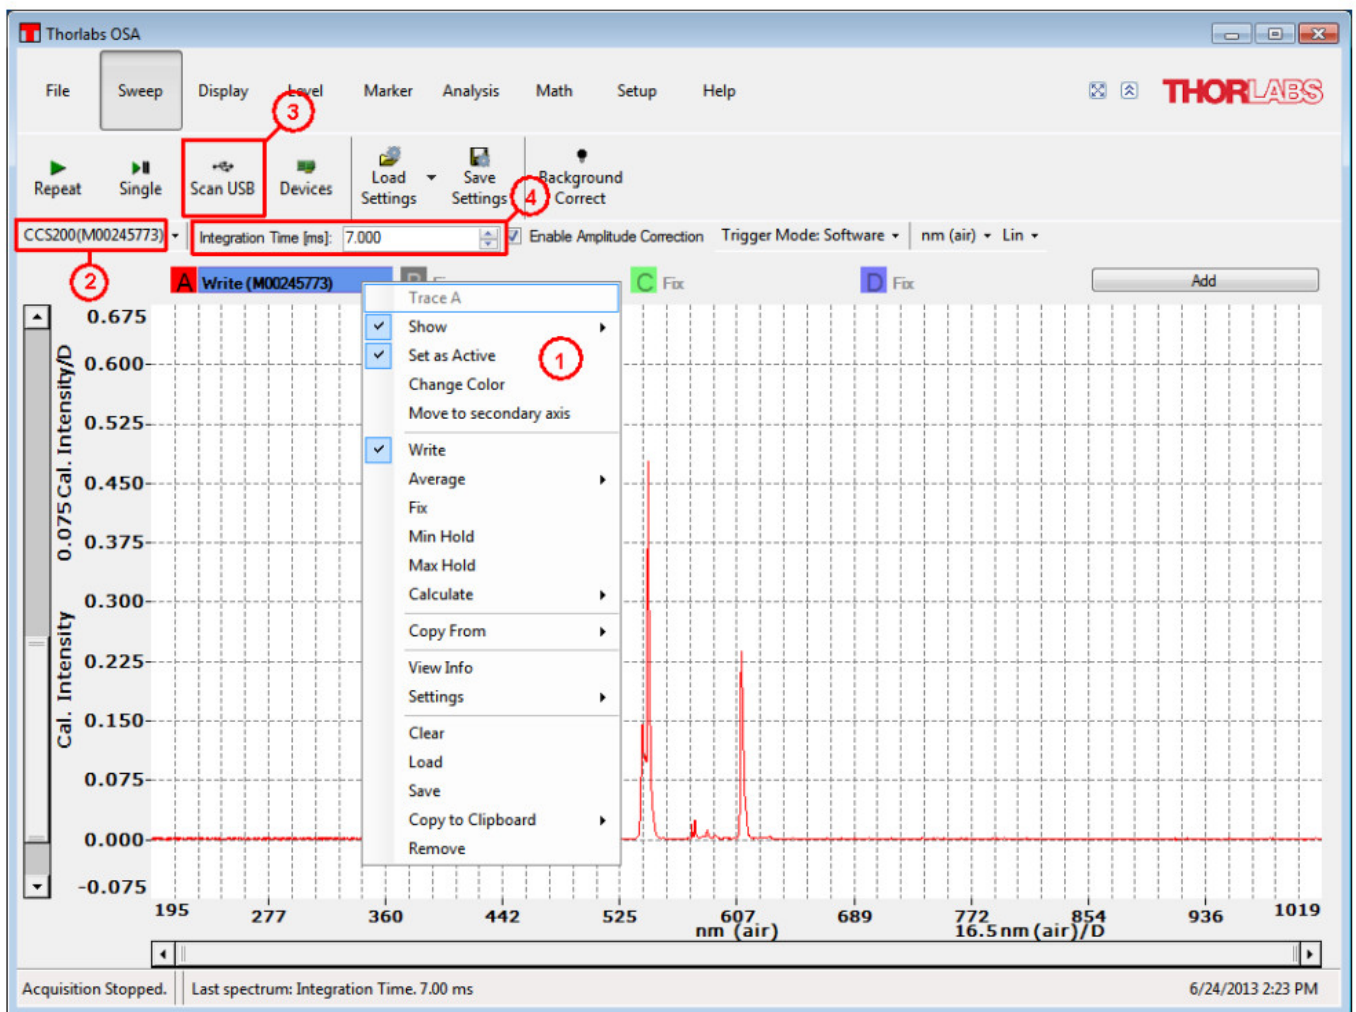 Thorlabs OSA
File Sweep Display Level Marker Analysis Math Setup Help THORLABS
3
Repeat Single Scan USB Devices Load Settings Save Settings Background Correct
4
CCS200(M00245773) Integration Time [ms]: 7.000 Enable Amplitude Correction Trigger Mode: Software nm (air) Lin
2
A Write (M00245773) B C Fix D Fix Add
Trace A
Show
1
Set as Active
Change Color
Move to secondary axis
Write
Average
Fix
Min Hold
Max Hold
Calculate
Copy From
View Info
Settings
Clear
Load
Save
Copy to Clipboard
Remove
0.075 Cal. Intensity/D
Cal. Intensity
0.675
0.600
0.525
0.450
0.375
0.300
0.225
0.150
0.075
0.000
-0.075
195 277 360 442 525 607 689 772 854 936 1019
nm (air) 16.5 nm (air)/D
Acquisition Stopped. Last spectrum: Integration Time. 7.00 ms 6/24/2013 2:23 PM